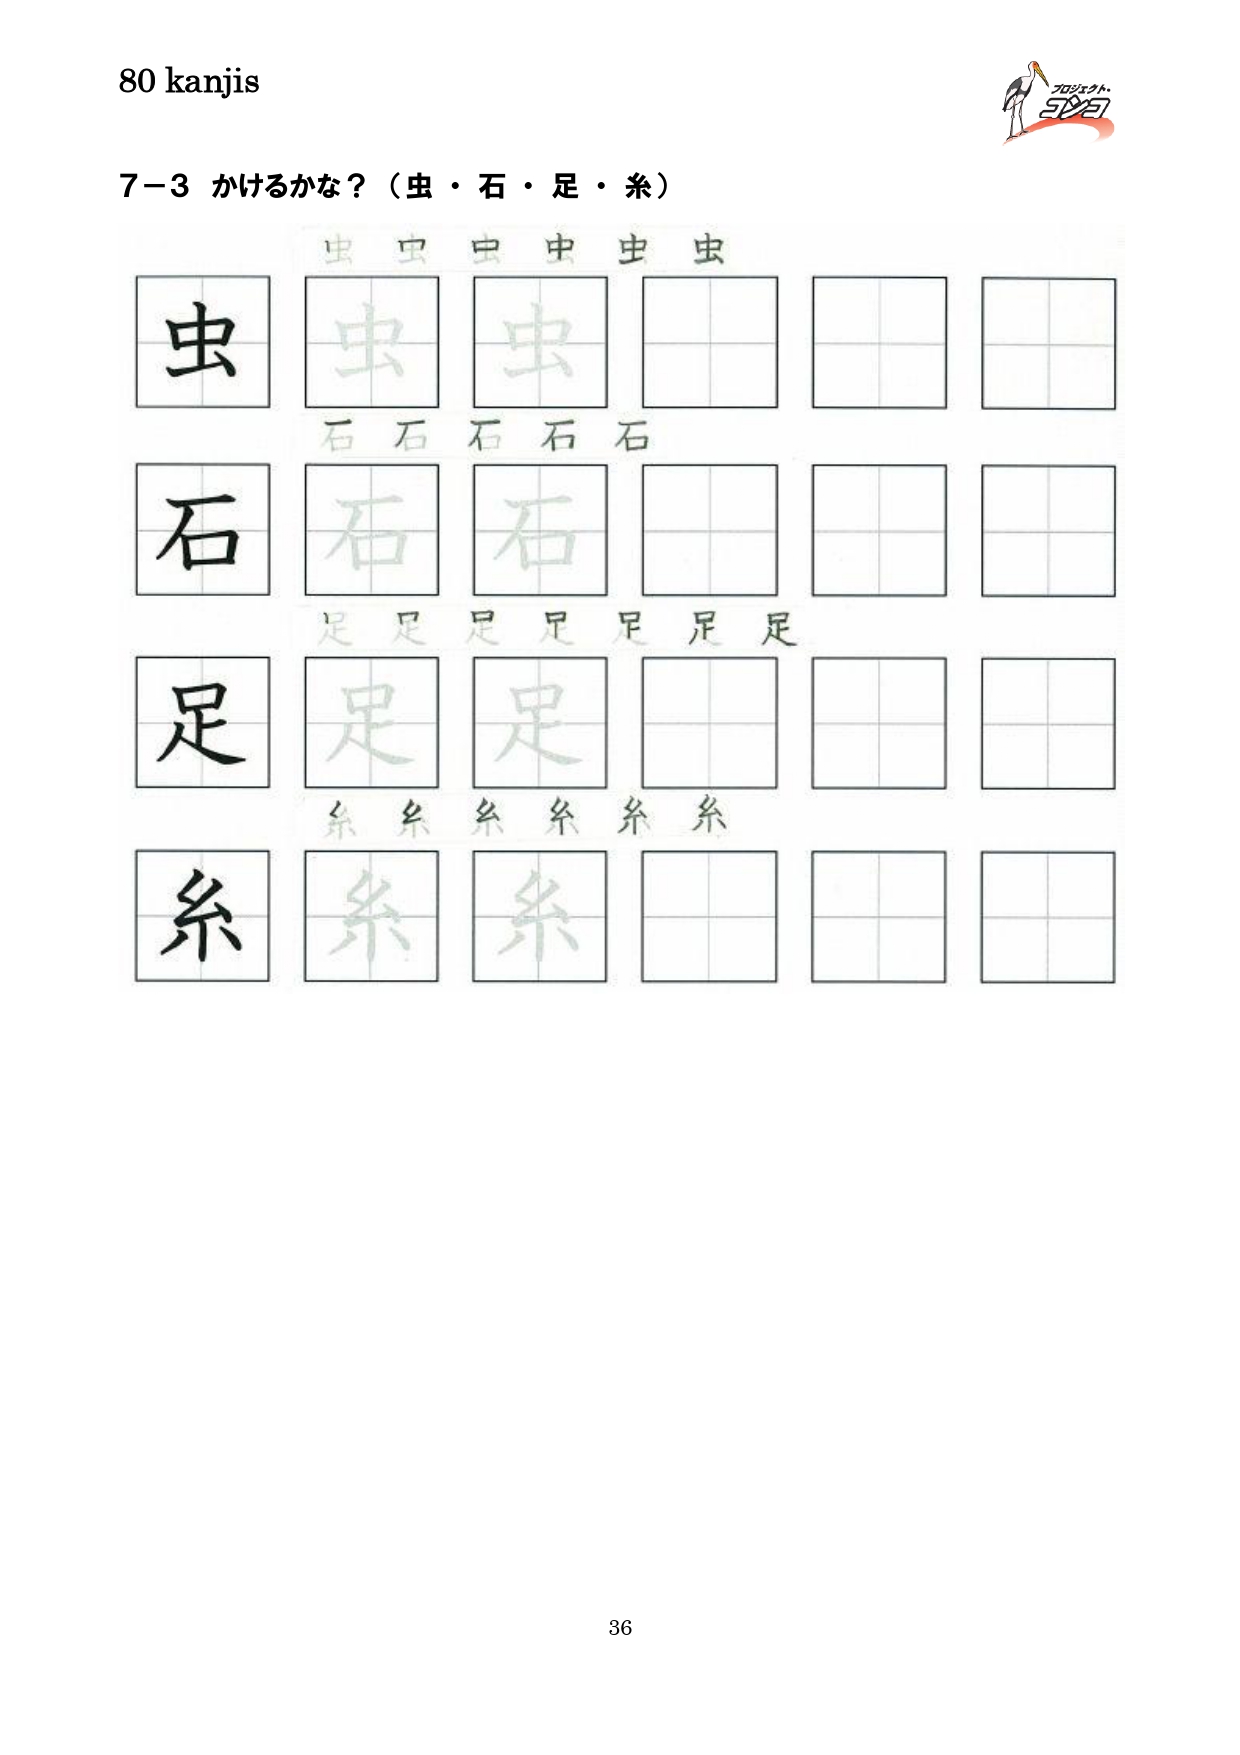 80 kanjis
プロジェクト・
コンコ
7－3 かけるかな？（虫 ・ 石 ・ 足 ・ 糸）
虫 虫 虫 虫 虫 虫
虫 虫 虫
石 石 石 石 石
石 石 石
足 足 足 足 足 足 足
足 足 足
糸 糸 糸 糸 糸 糸
糸 糸 糸
36